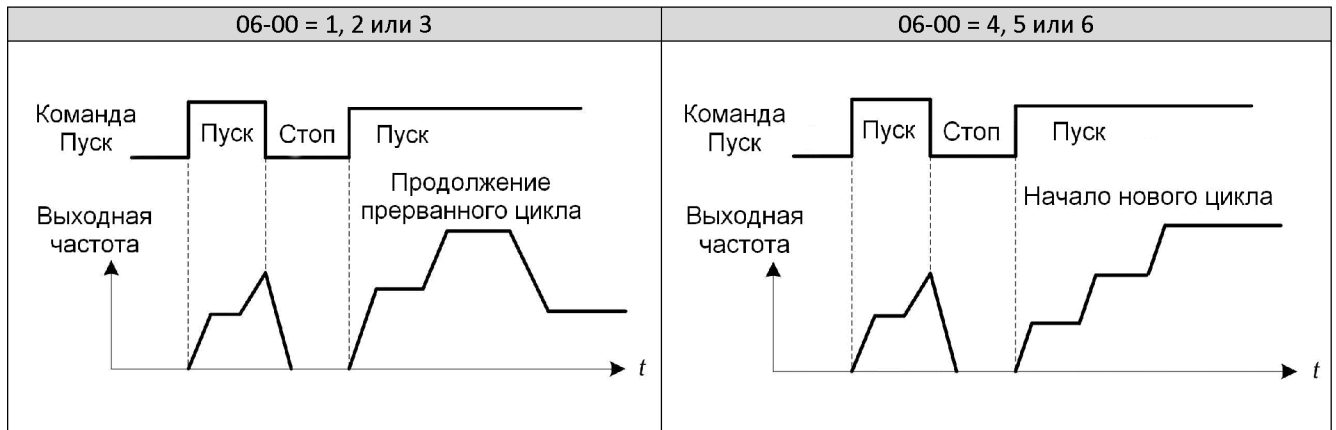 06-00 = 1, 2 или 3
Команда
Пуск
Пуск
Стоп
Пуск
Продолжение
прерванного цикла
Выходная
частота
t
06-00 = 4, 5 или 6
Команда
Пуск
Пуск
Стоп
Пуск
Начало нового цикла
Выходная
частота
t